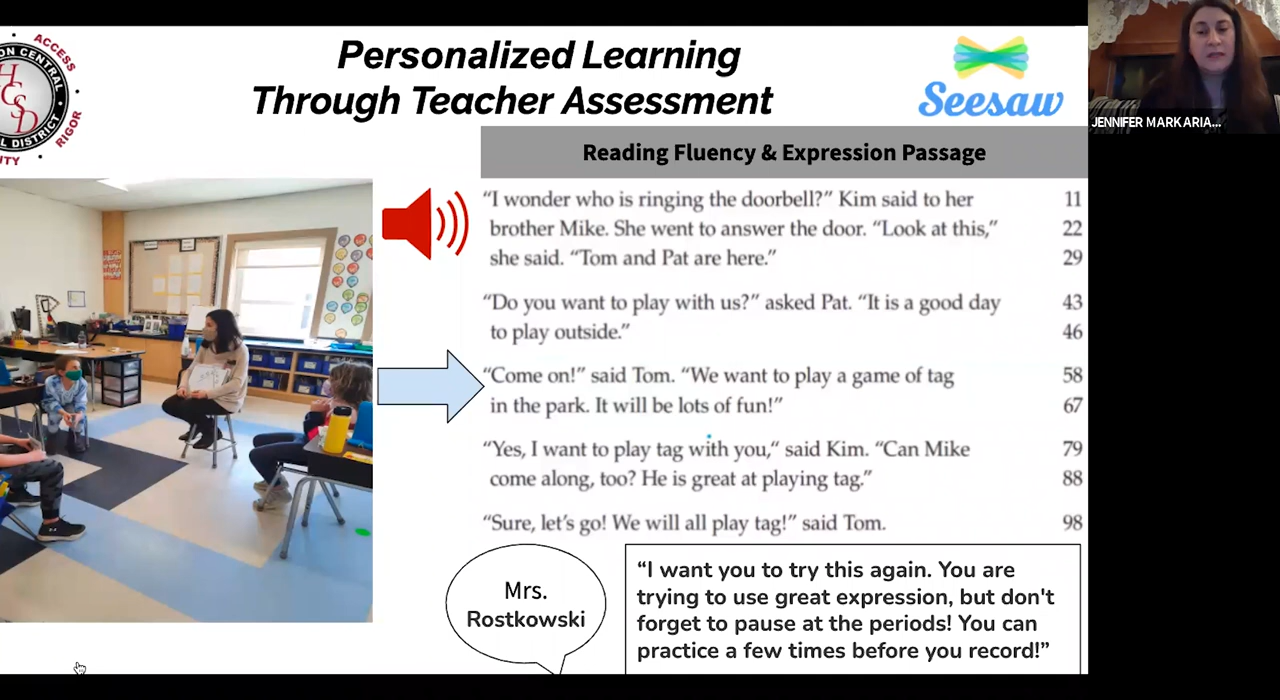 Personalized Learning
Through Teacher Assessment
Seesaw
JENNIFER MARKARIA...
ON CENTRAL
ACCESS
RIGOR
HCSD
L DISTRICT
ITY
Reading Fluency & Expression Passage
“I wonder who is ringing the doorbell?” Kim said to her 11
brother Mike. She went to answer the door. “Look at this,” 22
she said. “Tom and Pat are here.” 29
“Do you want to play with us?” asked Pat. “It is a good day 43
to play outside.” 46
“Come on!” said Tom. “We want to play a game of tag 58
in the park. It will be lots of fun!” 67
“Yes, I want to play tag with you,“ said Kim. “Can Mike 79
come along, too? He is great at playing tag.” 88
“Sure, let’s go! We will all play tag!” said Tom. 98
Mrs.
Rostkowski
“I want you to try this again. You are
trying to use great expression, but don't
forget to pause at the periods! You can
practice a few times before you record!”